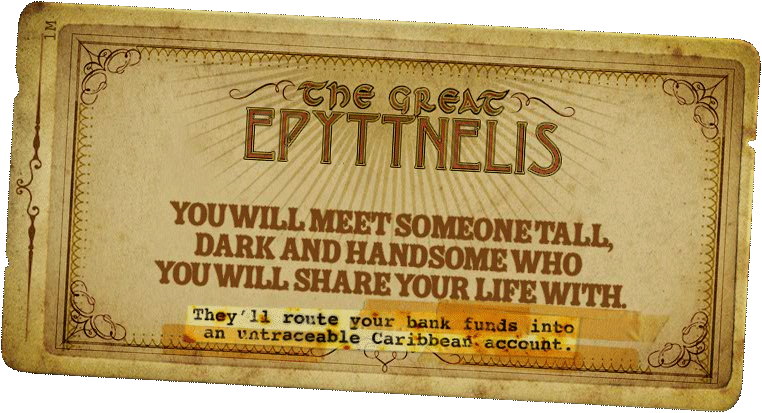 1M
THE GREAT
EPYTTNELIS
YOU WILL MEET SOMEONE TALL,
DARK AND HANDSOME WHO
YOU WILL SHARE YOUR LIFE WITH.
They'll route your bank funds into
an untraceable Caribbean account.